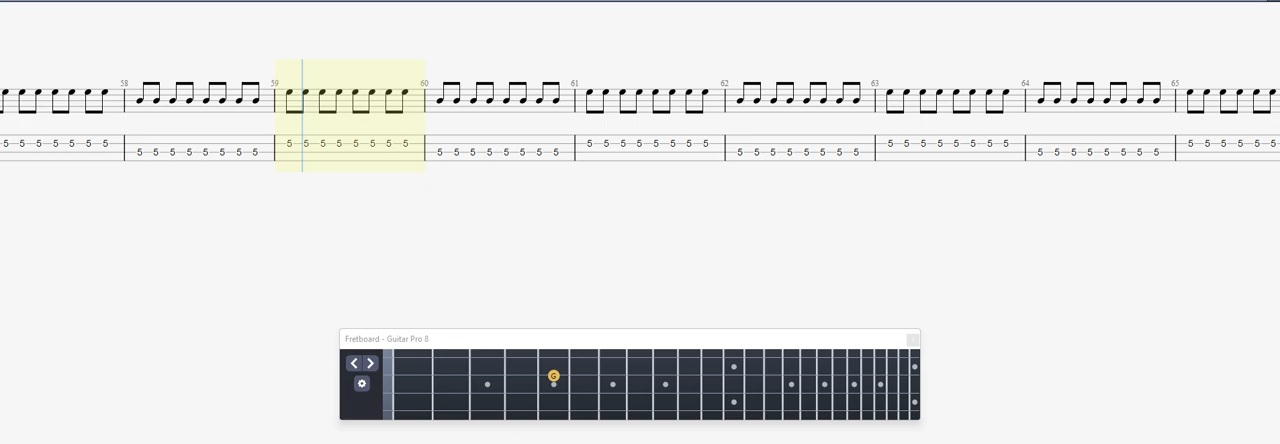 58 59 60 61 62 63 64 65
5 5 5 5 5 5 5 5 5 5 5 5 5 5 5 5 5 5 5 5 5 5 5 5 5 5 5 5 5 5 5 5 5 5 5 5 5
5 5 5 5 5 5 5 5 5 5 5 5 5 5 5 5 5 5 5 5 5 5 5 5 5 5 5 5 5 5 5 5
Fretboard - Guitar Pro 8
G